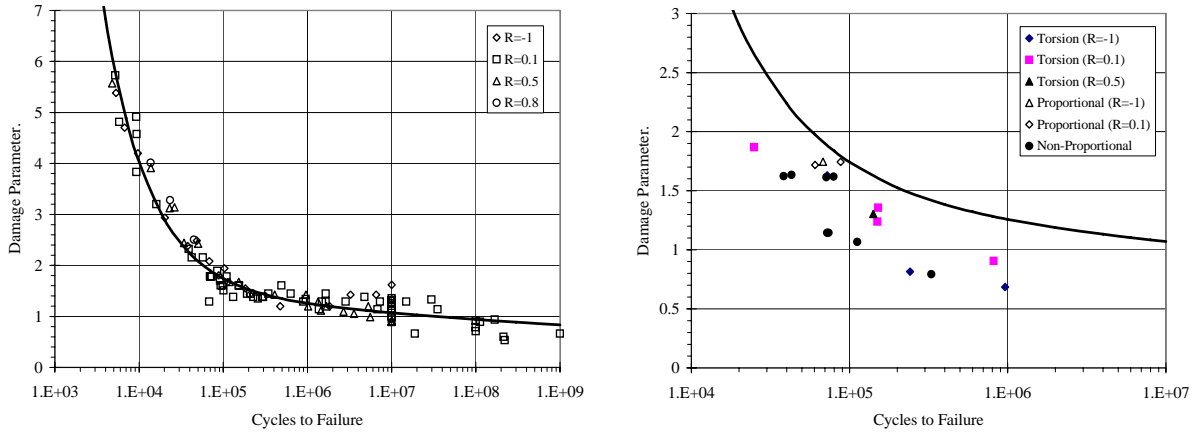 7
6
5
4
3
2
1
0
Damage Parameter.
1.E+03 1.E+04 1.E+05 1.E+06 1.E+07 1.E+08 1.E+09
Cycles to Failure
R=-1
R=0.1
R=0.5
R=0.8
3
2.5
2
1.5
1
0.5
0
Damage Parameter.
1.E+04 1.E+05 1.E+06 1.E+07
Cycles to Failure
Torsion (R=-1)
Torsion (R=0.1)
Torsion (R=0.5)
Proportional (R=-1)
Proportional (R=0.1)
Non-Proportional